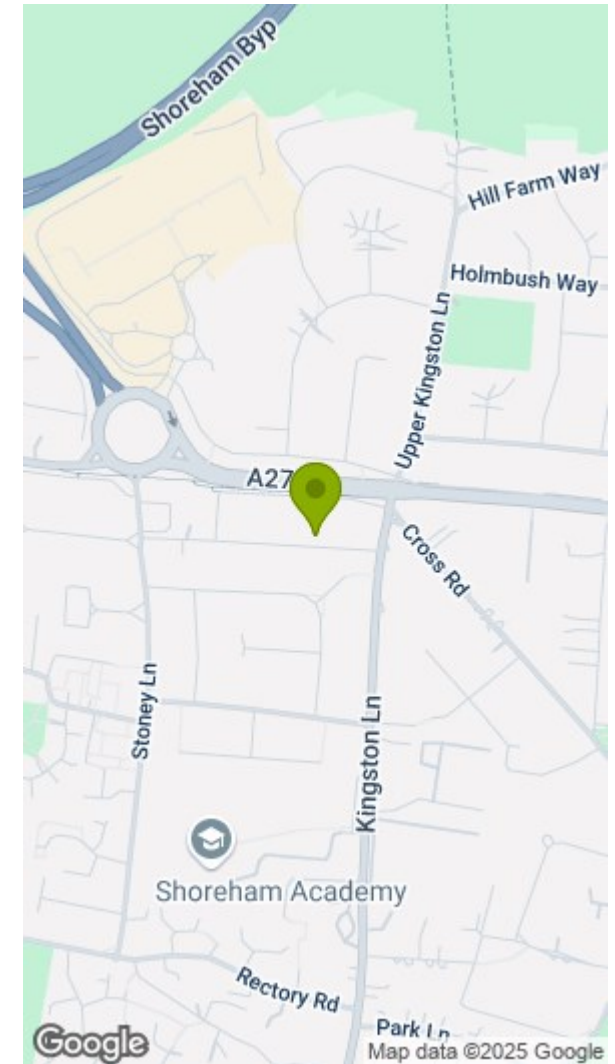 Shoreham Byp
Hill Farm Way
Holmbush Way
Upper Kingston Ln
A27
Cross Rd
Stoney Ln
Kingston Ln
Shoreham Academy
Rectory Rd
Park Ln
Google
Map data ©2025 Google